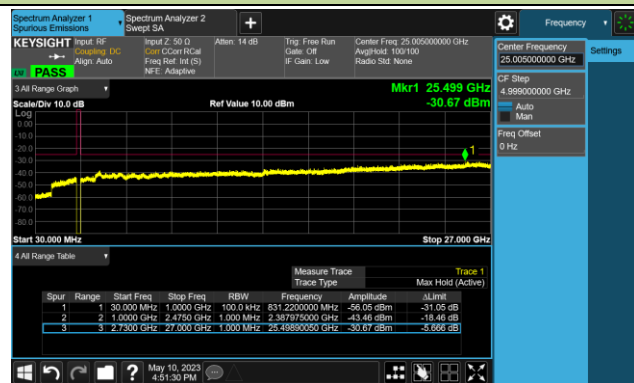 Spectrum Analyzer 1
Spurious Emissions
Spectrum Analyzer 2
Swept SA
Frequency
KEYSIGHT
Input: RF
Coupling: DC
Align: Auto
Input Z: 50 Ω
Corr CCorr RCal
Freq Ref: Int (S)
NFE: Adaptive
Atten: 14 dB
Trig: Free Run
Gate: Off
IF Gain: Low
Center Freq: 25.005000000 GHz
Avg|Hold: 100/100
Radio Std: None
PASS
Center Frequency
25.005000000 GHz
Settings
CF Step
4.999000000 GHz
Auto
Man
Freq Offset
0 Hz
3 All Range Graph
Mkr1 25.499 GHz
-30.67 dBm
Scale/Div 10.0 dB
Ref Value 10.00 dBm
Log
0.00
-10.0
-20.0
-30.0
-40.0
-50.0
-60.0
-70.0
-80.0
1
Start 30.000 MHz
Stop 27.000 GHz
4 All Range Table
Measure Trace Trace 1
Trace Type Max Hold (Active)
Spur Range Start Freq Stop Freq RBW Frequency Amplitude ΔLimit
1 1 30.000 MHz 1.0000 GHz 100.0 kHz 831.2200000 MHz -56.05 dBm -31.05 dB
2 2 1.0000 GHz 2.4750 GHz 1.000 MHz 2.387975000 GHz -43.46 dBm -18.46 dB
3 3 2.7300 GHz 27.000 GHz 1.000 MHz 25.49890050 GHz -30.67 dBm -5.666 dB
?
May 10, 2023
4:51:30 PM